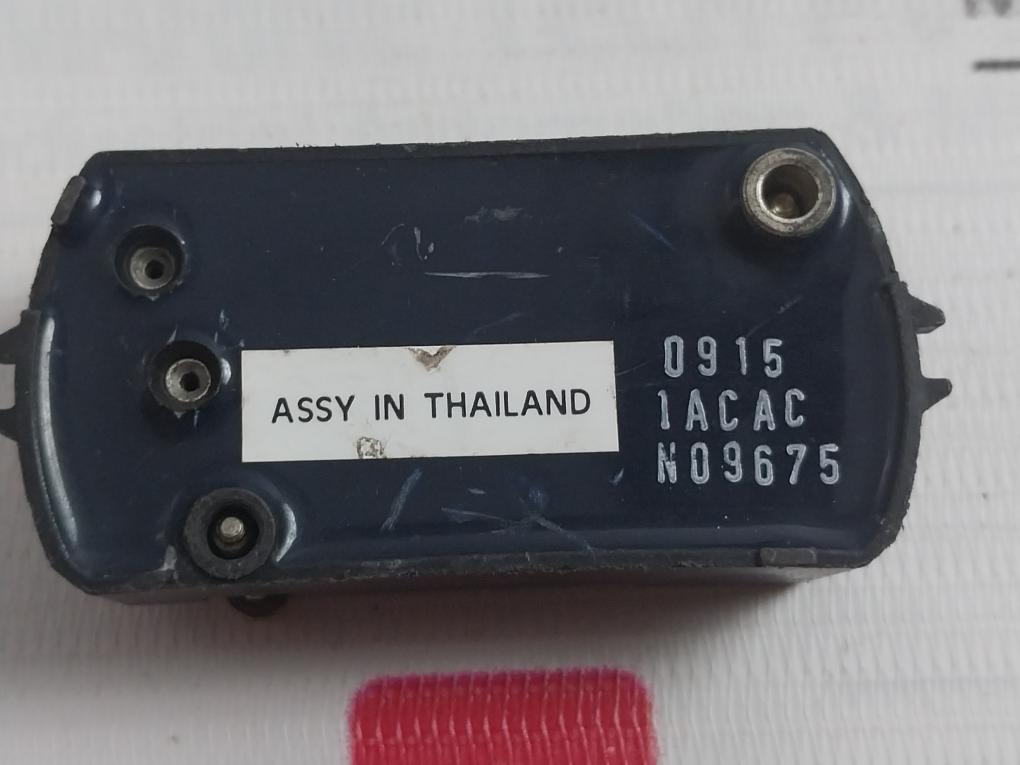 ASSY IN THAILAND
0915
1ACAC
N09675